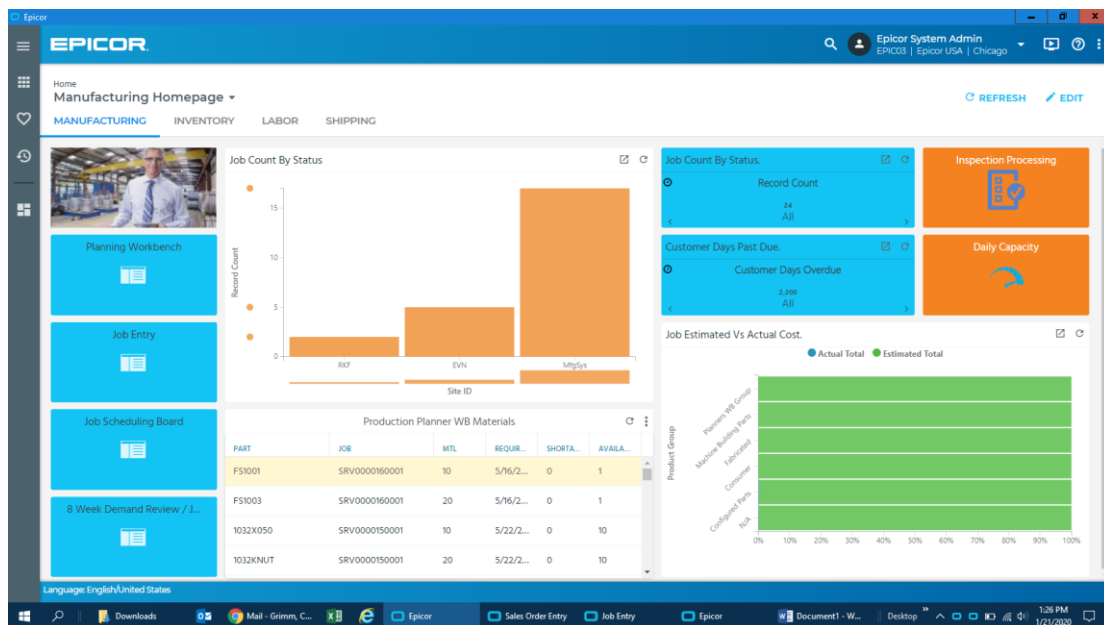 Epicor
EPICOR
Epicor System Admin
EPIC03 | Epicor USA | Chicago
Home
Manufacturing Homepage
REFRESH
EDIT
MANUFACTURING
INVENTORY
LABOR
SHIPPING
Planning Workbench
Job Entry
Job Scheduling Board
8 Week Demand Review / J...
Job Count By Status
Record Count
15
10
5
0
RKF
EVN
MfgSys
Site ID
Production Planner WB Materials
PART JOB MTL REQUIR... SHORTA... AVAILA...
FS1001 SRV0000160001 10 5/16/2... 0 1
FS1003 SRV0000160001 20 5/16/2... 0 1
1032X050 SRV0000150001 10 5/22/2... 0 10
1032KNUT SRV0000150001 20 5/22/2... 0 10
Job Count By Status.
Record Count
24
All
Customer Days Past Due.
Customer Days Overdue
2,200
All
Inspection Processing
Daily Capacity
Job Estimated Vs Actual Cost.
Actual Total Estimated Total
Product Group
Planners WB Group
Machine Building Parts
Fabricated
Consumer
Configured Parts
N/A
0% 10% 20% 30% 40% 50% 60% 70% 80% 90% 100%
Language: English/United States
Downloads
Mail - Grimm, C...
Epicor
Sales Order Entry
Job Entry
Epicor
Document1 - W...
Desktop
1:26 PM
1/21/2020